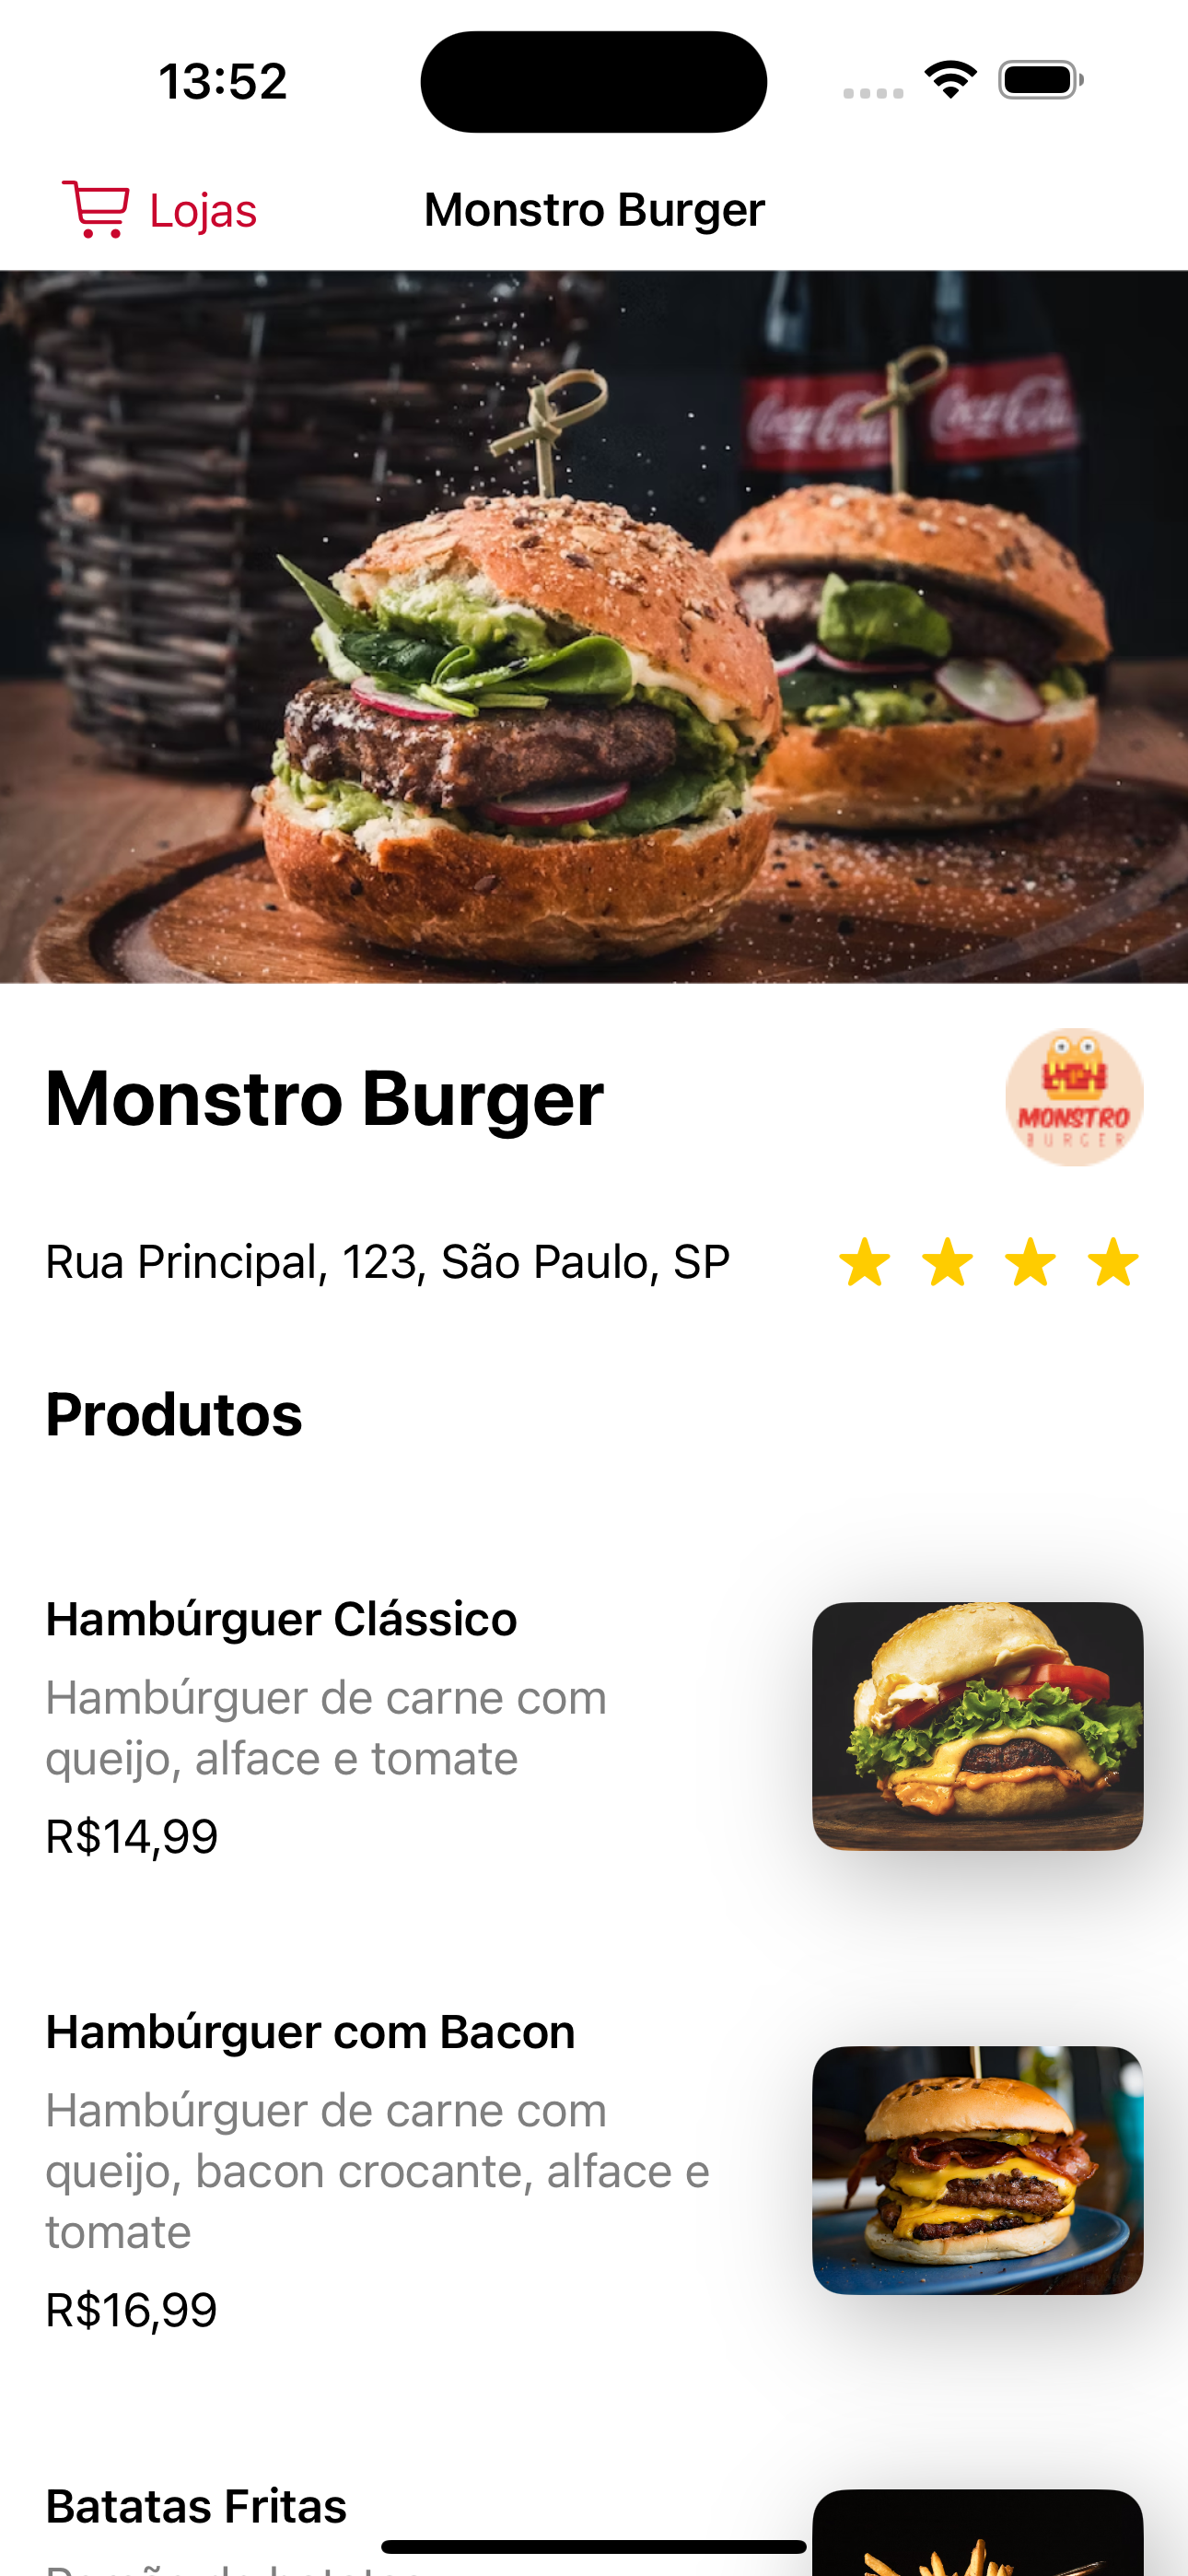 13:52
Lojas
Monstro Burger
Coca-Cola Coca-Cola
Monstro Burger
MONSTRO
BURGER
Rua Principal, 123, São Paulo, SP
Produtos
Hambúrguer Clássico
Hambúrguer de carne com
queijo, alface e tomate
R$14,99
Hambúrguer com Bacon
Hambúrguer de carne com
queijo, bacon crocante, alface e
tomate
R$16,99
Batatas Fritas